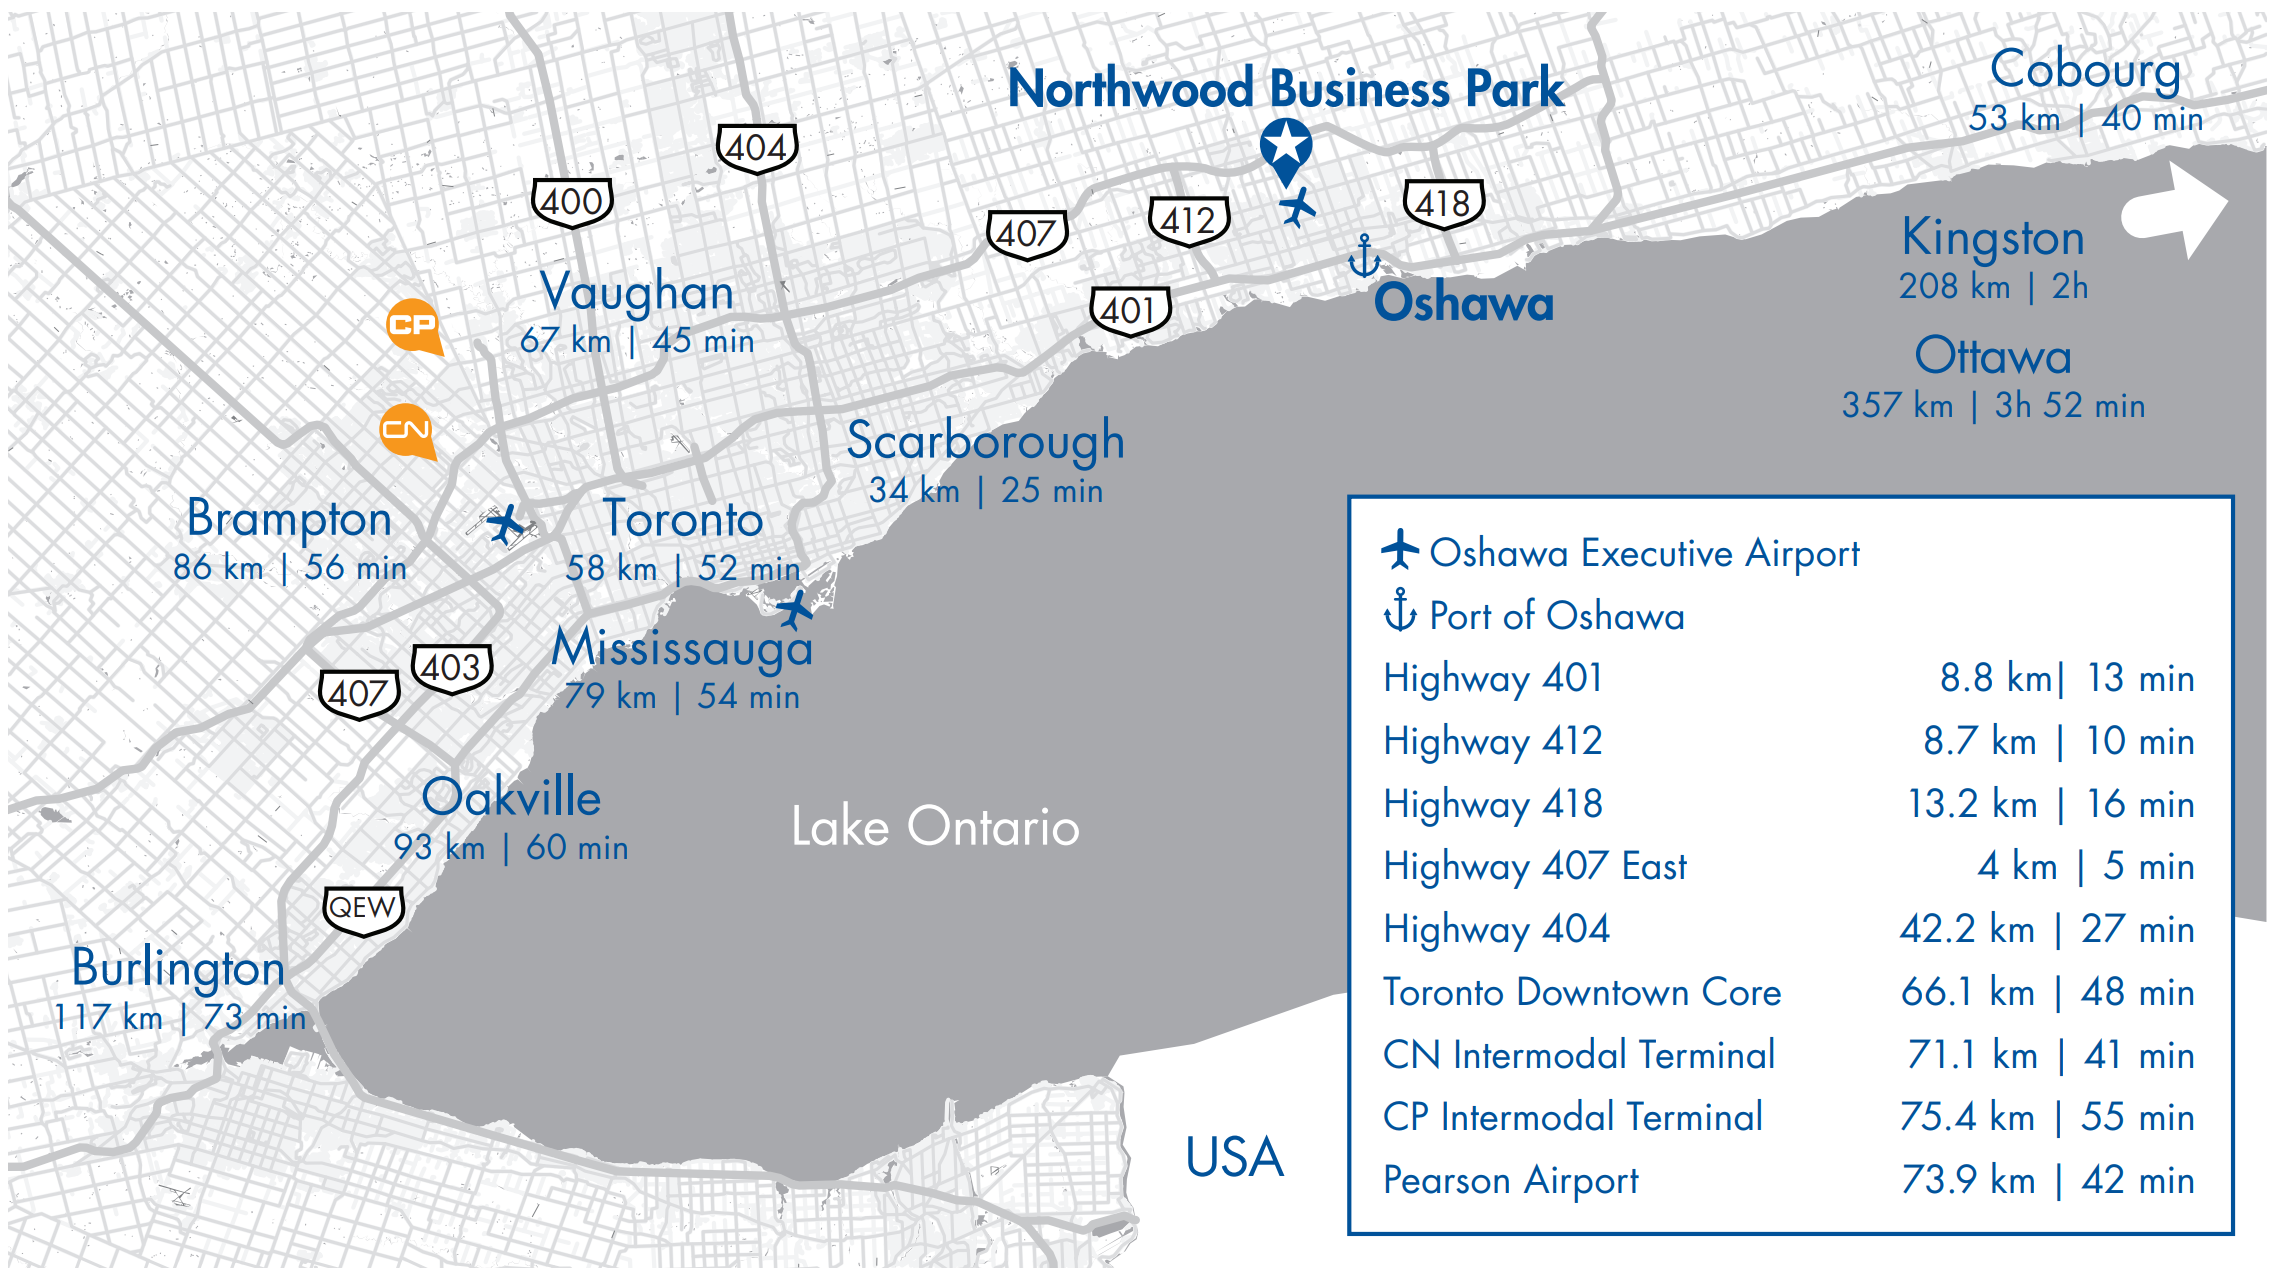 Northwood Business Park
Cobourg
53 km | 40 min
404
400
407
412
418
Kingston
208 km | 2h
Vaughan
67 km | 45 min
401
Oshawa
CP
Ottawa
357 km | 3h 52 min
CN
Scarborough
34 km | 25 min
Brampton
86 km | 56 min
Toronto
58 km | 52 min
Mississauga
79 km | 54 min
403
407
Oakville
93 km | 60 min
Lake Ontario
QEW
Burlington
117 km | 73 min
USA
Oshawa Executive Airport
Port of Oshawa
Highway 401 8.8 km| 13 min
Highway 412 8.7 km | 10 min
Highway 418 13.2 km | 16 min
Highway 407 East 4 km | 5 min
Highway 404 42.2 km | 27 min
Toronto Downtown Core 66.1 km | 48 min
CN Intermodal Terminal 71.1 km | 41 min
CP Intermodal Terminal 75.4 km | 55 min
Pearson Airport 73.9 km | 42 min